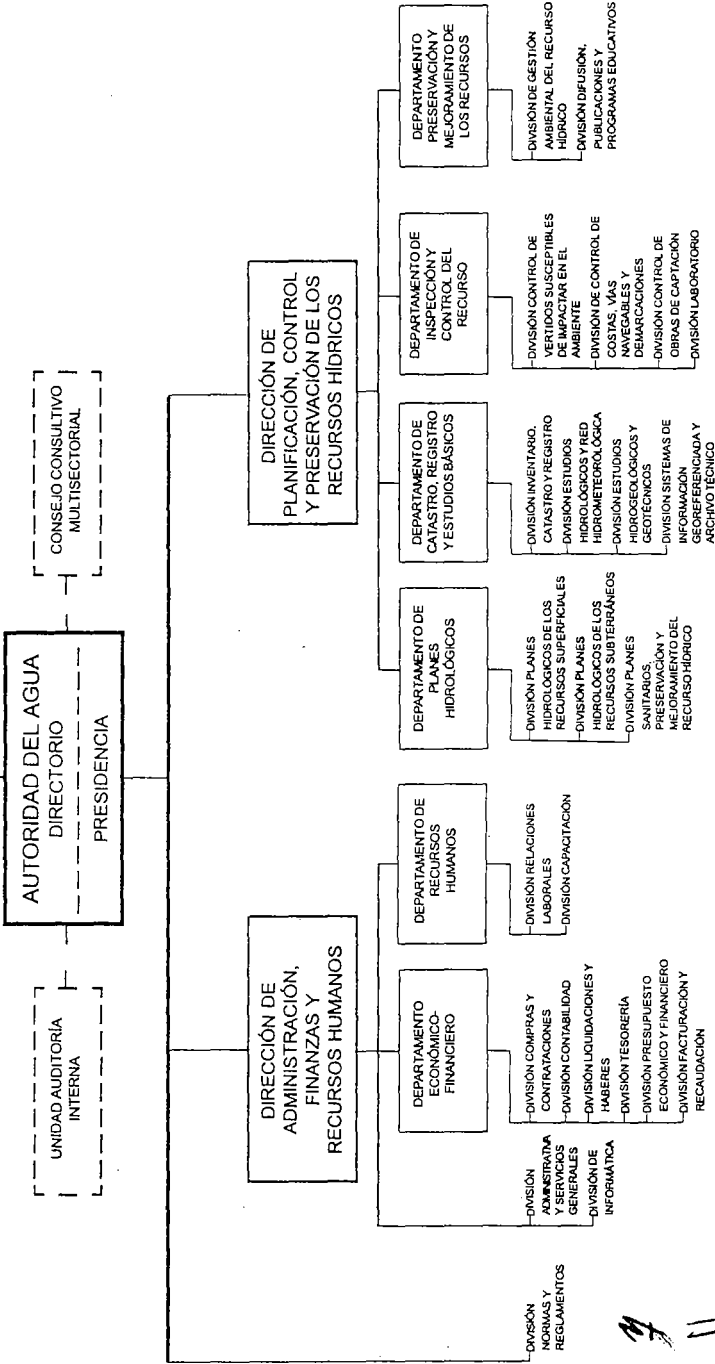 UNIDAD AUDITORÍA
INTERNA
AUTORIDAD DEL AGUA
DIRECTORIO
PRESIDENCIA
CONSEJO CONSULTIVO
MULTISECTORIAL
DIRECCIÓN DE
ADMINISTRACIÓN,
FINANZAS Y
RECURSOS HUMANOS
DIRECCIÓN DE
PLANIFICACIÓN, CONTROL
Y PRESERVACIÓN DE LOS
RECURSOS HÍDRICOS
DEPARTAMENTO
ECONÓMICO-
FINANCIERO
DEPARTAMENTO DE
RECURSOS
HUMANOS
DEPARTAMENTO DE
PLANES
HIDROLÓGICOS
DEPARTAMENTO DE
CATASTRO, REGISTRO
Y ESTUDIOS BÁSICOS
DEPARTAMENTO DE
INSPECCIÓN Y
CONTROL DEL
RECURSO
DEPARTAMENTO
PRESERVACIÓN Y
MEJORAMIENTO DE
LOS RECURSOS
DIVISIÓN
NORMAS Y
REGLAMENTOS
DIVISIÓN
ADMINISTRATIVA
Y SERVICIOS
GENERALES
DIVISIÓN DE
INFORMÁTICA
DIVISIÓN COMPRAS Y
CONTRATACIONES
DIVISIÓN CONTABILIDAD
DIVISIÓN LIQUIDACIONES Y
HABERES
DIVISIÓN TESORERÍA
DIVISIÓN PRESUPUESTO
ECONÓMICO Y FINANCIERO
DIVISIÓN FACTURACIÓN Y
RECAUDACIÓN
DIVISIÓN RELACIONES
LABORALES
DIVISIÓN CAPACITACIÓN
DIVISIÓN PLANES
HIDROLÓGICOS DE LOS
RECURSOS SUPERFICIALES
DIVISIÓN PLANES
HIDROLÓGICOS DE LOS
RECURSOS SUBTERRÁNEOS
DIVISIÓN PLANES
SANITARIOS,
PRESERVACIÓN Y
MEJORAMIENTO DEL
RECURSO HÍDRICO
DIVISIÓN INVENTARIO,
CATASTRO Y REGISTRO
DIVISIÓN ESTUDIOS
HIDROLÓGICOS Y RED
HIDROMETEOROLÓGICA
DIVISIÓN ESTUDIOS
HIDROGEOLÓGICOS Y
GEOTÉCNICOS
DIVISION SISTEMAS DE
INFORMACIÓN
GEOREFERENCIADA Y
ARCHIVO TÉCNICO
DIVISIÓN CONTROL DE
VERTIDOS SUSCEPTIBLES
DE IMPACTAR EN EL
AMBIENTE
DIVISIÓN DE CONTROL DE
COSTAS, VÍAS
NAVEGABLES Y
DEMARCACIONES
DIVISIÓN CONTROL DE
OBRAS DE CAPTACIÓN
DIVISIÓN LABORATORIO
DIVISIÓN DE GESTIÓN
AMBIENTAL DEL RECURSO
HÍDRICO
DIVISIÓN DIFUSIÓN,
PUBLICACIONES Y
PROGRAMAS EDUCATIVOS